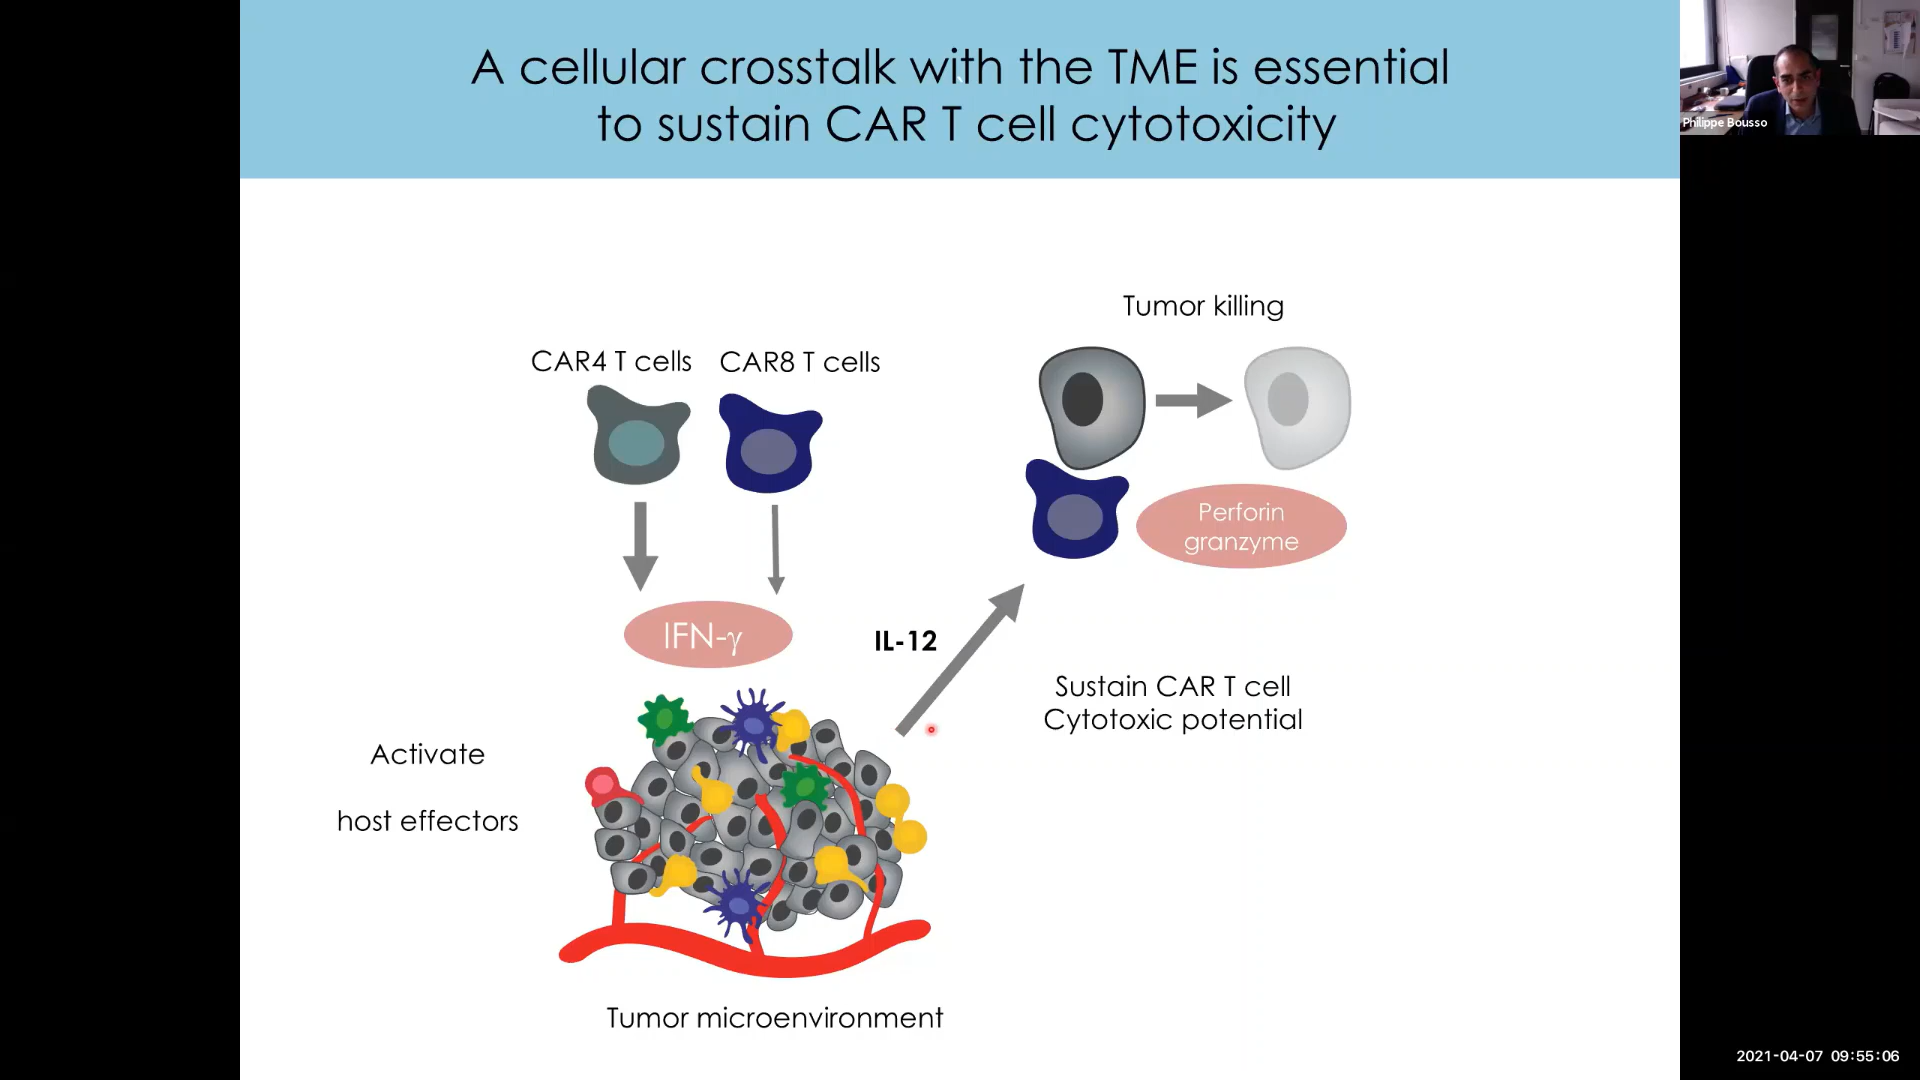 A cellular crosstalk with the TME is essential
to sustain CAR T cell cytotoxicity
Philippe Bousso
Tumor killing
CAR4 T cells
CAR8 T cells
Perforin
granzyme
IFN-γ
IL-12
Sustain CAR T cell
Cytotoxic potential
Activate
host effectors
Tumor microenvironment
2021-04-07 09:55:06